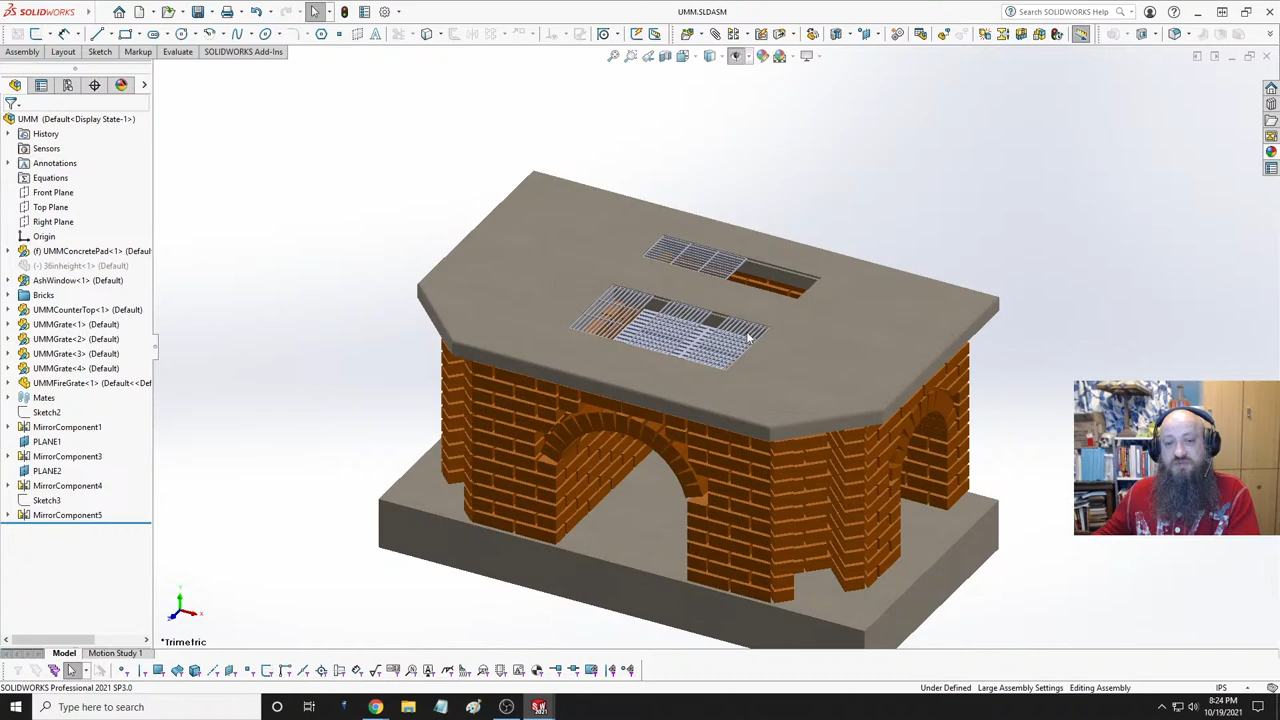 SOLIDWORKS
UMM.SLDASM
Search SOLIDWORKS Help
Assembly Layout Sketch Markup Evaluate SOLIDWORKS Add-Ins
UMM (Default<Display State-1>)
History
Sensors
Annotations
Equations
Front Plane
Top Plane
Right Plane
Origin
(f) UMMConcretePad<1> (Defaul
(-) 36inheight<1> (Default)
AshWindow<1> (Default)
Bricks
UMMCounterTop<1> (Default)
UMMGrate<1> (Default)
UMMGrate<2> (Default)
UMMGrate<3> (Default)
UMMGrate<4> (Default)
UMMFireGrate<1> (Default<<Def
Mates
Sketch2
MirrorComponent1
PLANE1
MirrorComponent3
PLANE2
MirrorComponent4
Sketch3
MirrorComponent5
Y
X
Z
*Trimetric
Model Motion Study 1
SOLIDWORKS Professional 2021 SP3.0
Under Defined Large Assembly Settings Editing Assembly IPS
Type here to search
8:24 PM
10/19/2021